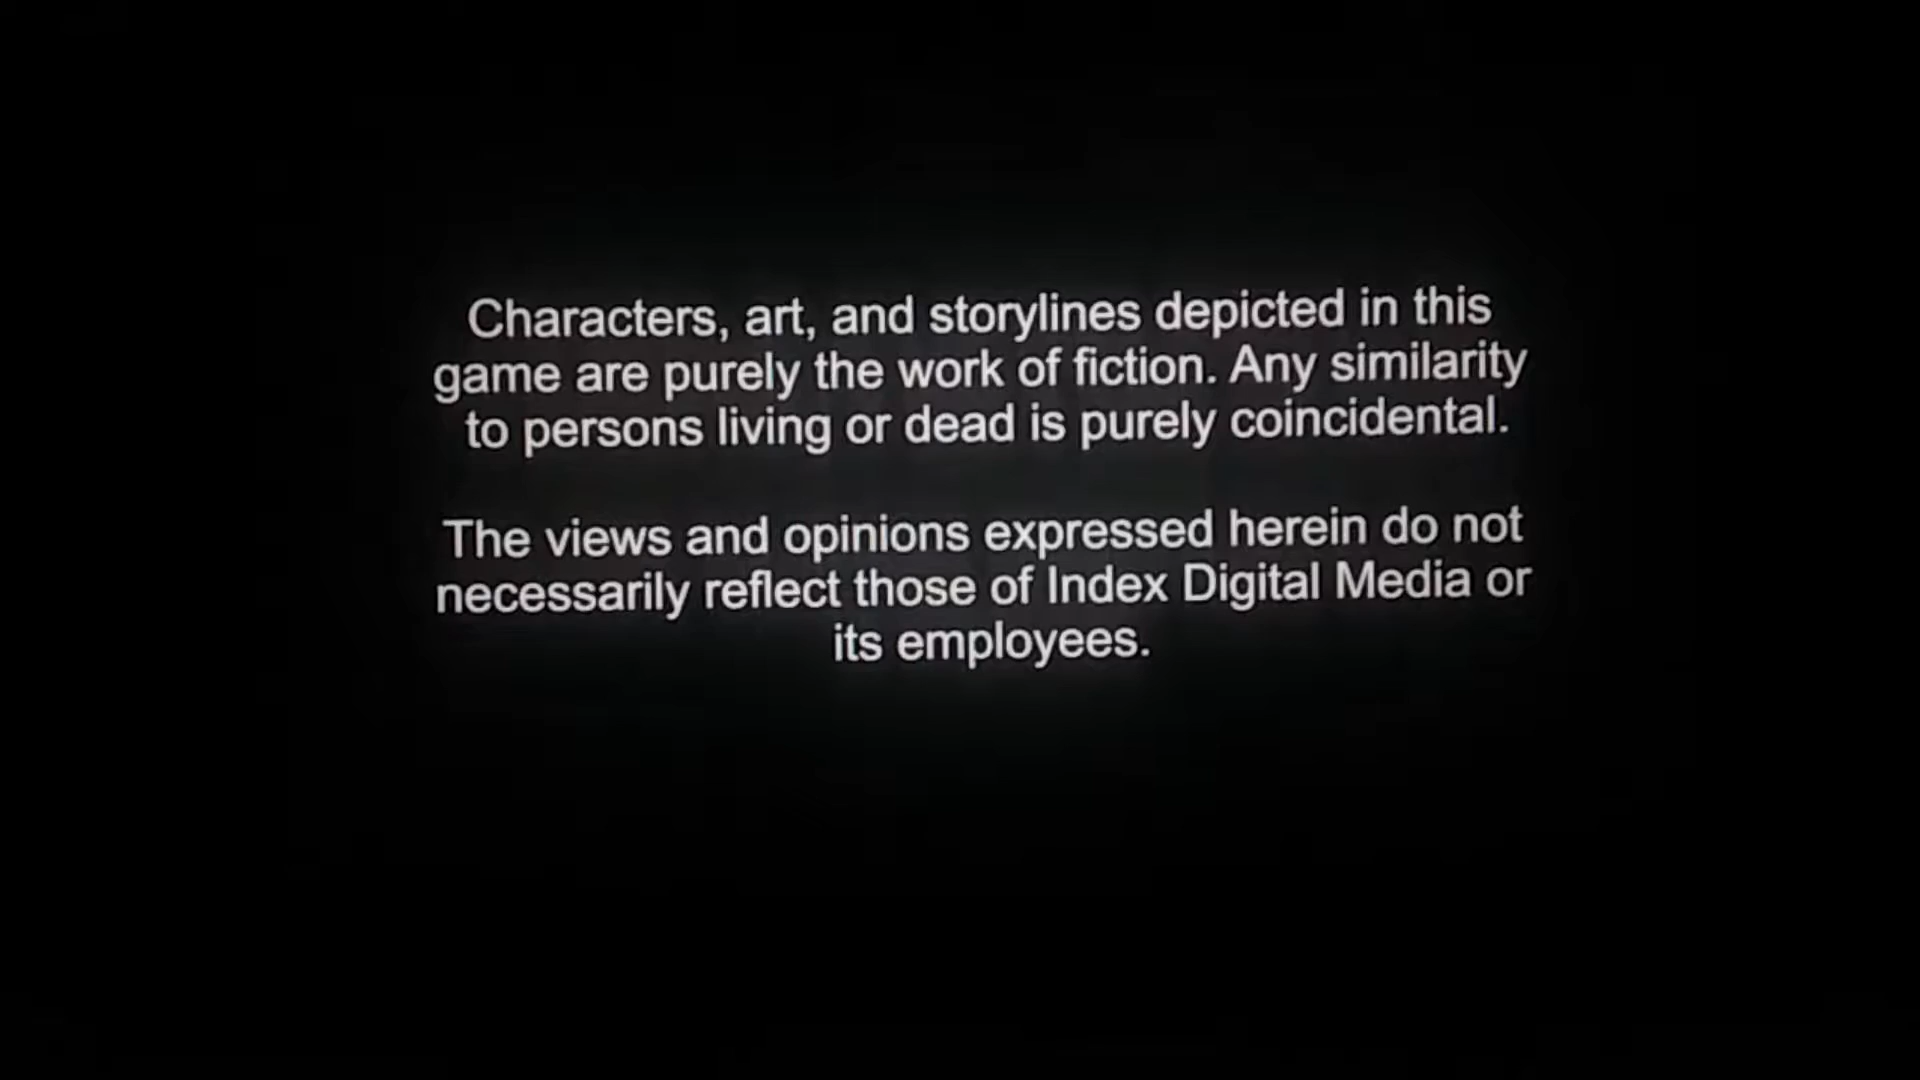 Characters, art, and storylines depicted in this
game are purely the work of fiction. Any similarity
to persons living or dead is purely coincidental.
The views and opinions expressed herein do not
necessarily reflect those of Index Digital Media or
its employees.